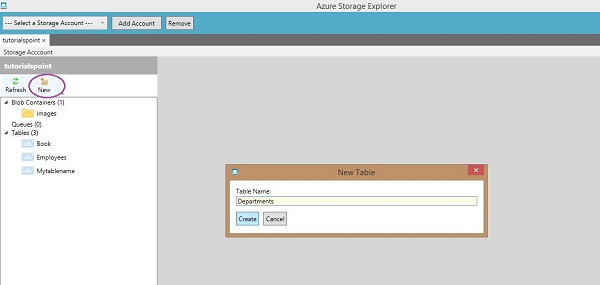 Azure Storage Explorer
--- Select a Storage Account --- Add Account Remove
tutorialspoint ×
Storage Acccount
tutorialspoint
Refresh New
Blob Containers (1)
images
Queues (0)
Tables (3)
Book
Employees
Mytablename
New Table
Table Name:
Departments
Create Cancel